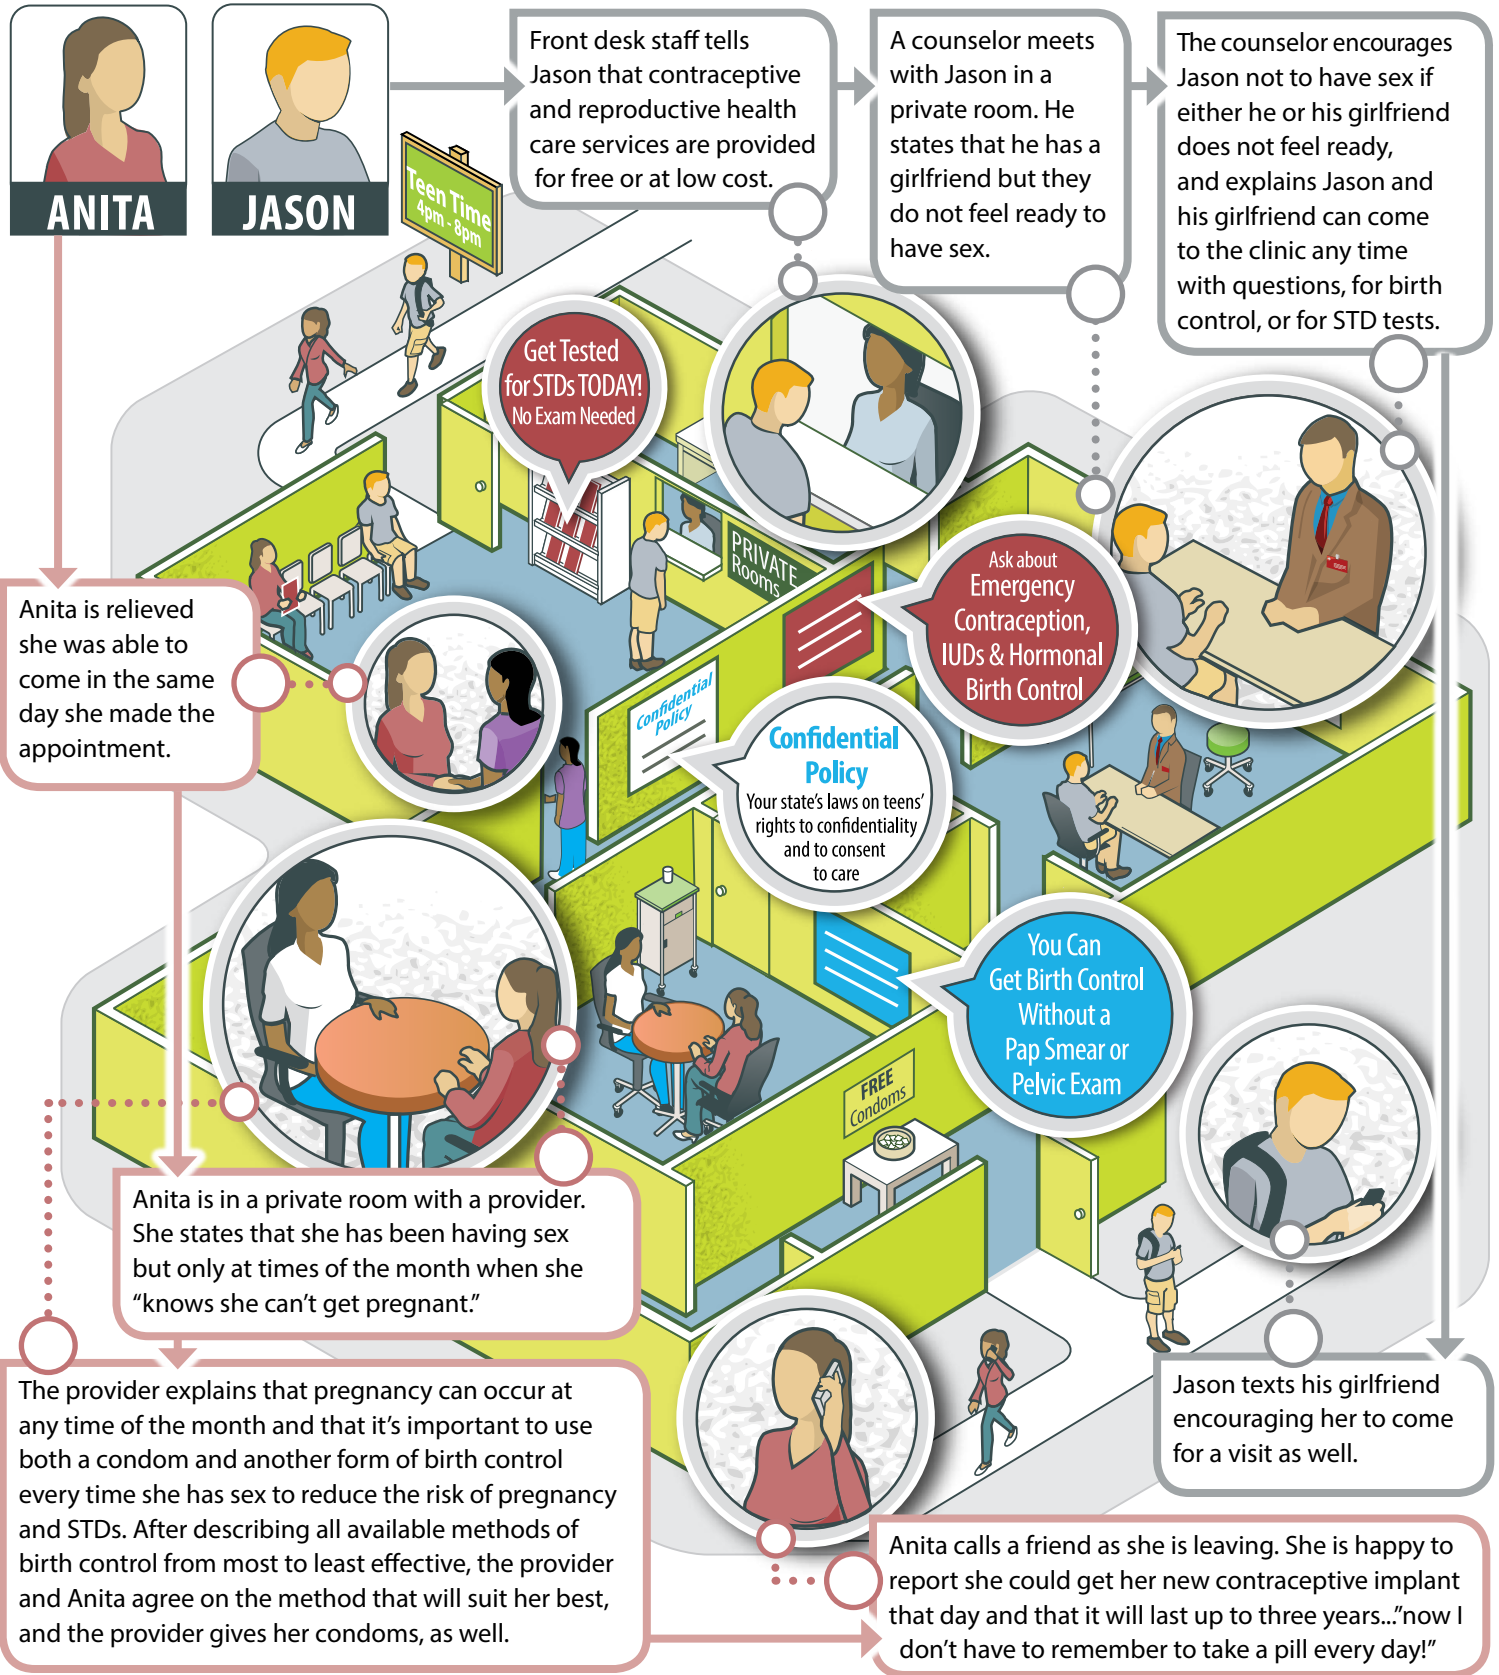 ANITA
JASON
Teen Time
4pm - 8pm
Front desk staff tells
Jason that contraceptive
and reproductive health
care services are provided
for free or at low cost.
A counselor meets
with Jason in a
private room. He
states that he has a
girlfriend but they
do not feel ready to
have sex.
The counselor encourages
Jason not to have sex if
either he or his girlfriend
does not feel ready,
and explains Jason and
his girlfriend can come
to the clinic any time
with questions, for birth
control, or for STD tests.
Get Tested
for STDs TODAY!
No Exam Needed
PRIVATE
Rooms
Ask about
Emergency
Contraception,
IUDs & Hormonal
Birth Control
Anita is relieved
she was able to
come in the same
day she made the
appointment.
Confidential
Policy
Confidential
Policy
Your state's laws on teens'
rights to confidentiality
and to consent
to care
You Can
Get Birth Control
Without a
Pap Smear or
Pelvic Exam
FREE
Condoms
Anita is in a private room with a provider.
She states that she has been having sex
but only at times of the month when she
“knows she can't get pregnant.”
The provider explains that pregnancy can occur at
any time of the month and that it's important to use
both a condom and another form of birth control
every time she has sex to reduce the risk of pregnancy
and STDs. After describing all available methods of
birth control from most to least effective, the provider
and Anita agree on the method that will suit her best,
and the provider gives her condoms, as well.
Jason texts his girlfriend
encouraging her to come
for a visit as well.
Anita calls a friend as she is leaving. She is happy to
report she could get her new contraceptive implant
that day and that it will last up to three years...”now I
don't have to remember to take a pill every day!”